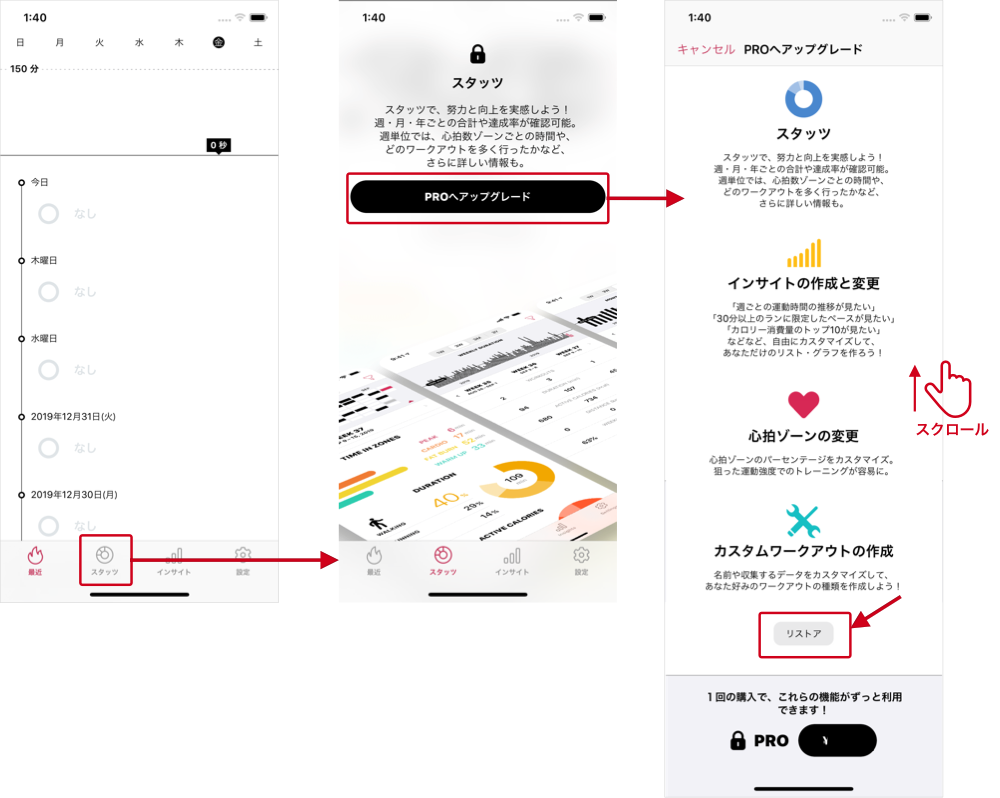 1:40
日 月 火 水 木 金 土
150 分
0 秒
今日
なし
木曜日
なし
水曜日
なし
2019年12月31日(火)
なし
2019年12月30日(月)
なし
最近 スタッツ インサイト 設定
1:40
スタッツ
スタッツで、努力と向上を実感しよう！
週・月・年ごとの合計や達成率が確認可能。
週単位では、心拍数ゾーンごとの時間や、
どのワークアウトを多く行ったかなど、
さらに詳しい情報も。
PROへアップグレード
9:41
WEEKLY DURATION
WEEK 37
TIME IN ZONES
PEAK 6
CARDIO 17
FAT BURN 52
WARM UP 33
DURATION
40%
29%
14%
109
WALKING
ACTIVE CALORIES
最近 スタッツ インサイト 設定
1:40
キャンセル PROへアップグレード
スタッツ
スタッツで、努力と向上を実感しよう！
週・月・年ごとの合計や達成率が確認可能。
週単位では、心拍数ゾーンごとの時間や、
どのワークアウトを多く行ったかなど、
さらに詳しい情報も。
インサイトの作成と変更
「週ごとの運動時間の推移が見たい」
「30分以上のランに限定したペースが見たい」
「カロリー消費量のトップ10が見たい」
などなど、自由にカスタマイズして、
あなただけのリスト・グラフを作ろう！
心拍ゾーンの変更
心拍ゾーンのパーセンテージをカスタマイズ。
狙った運動強度でのトレーニングが容易に。
カスタムワークアウトの作成
名前や収集するデータをカスタマイズして、
あなた好みのワークアウトの種類を作成しよう！
リストア
1回の購入で、これらの機能がずっと利用
できます！
PRO ¥
スクロール